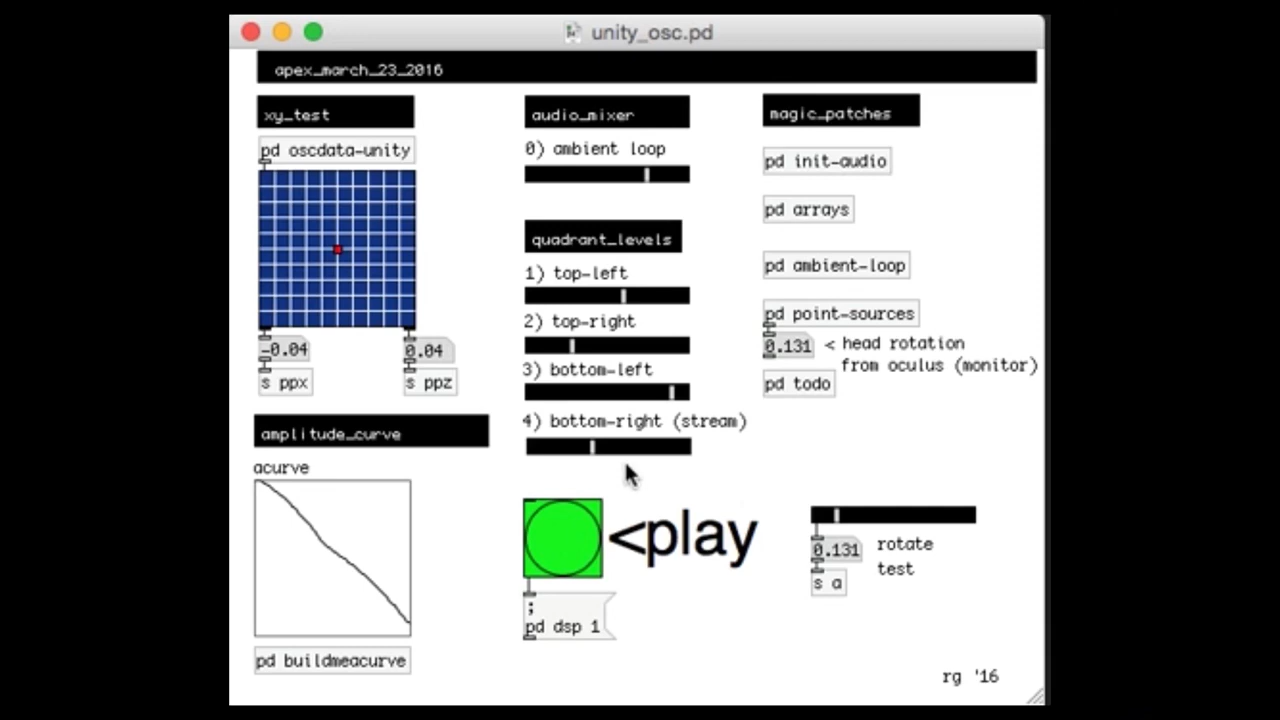 unity_osc.pd
apex_march_23_2016
xy_test
pd oscdata-unity
-0.04
0.04
s ppx
s ppz
amplitude_curve
acurve
pd buildmeacurve
audio_mixer
0) ambient loop
quadrant_levels
1) top-left
2) top-right
3) bottom-left
4) bottom-right (stream)
<play
;
pd dsp 1
magic_patches
pd init-audio
pd arrays
pd ambient-loop
pd point-sources
0.131 < head rotation
from oculus (monitor)
pd todo
0.131 rotate
test
s a
rg '16